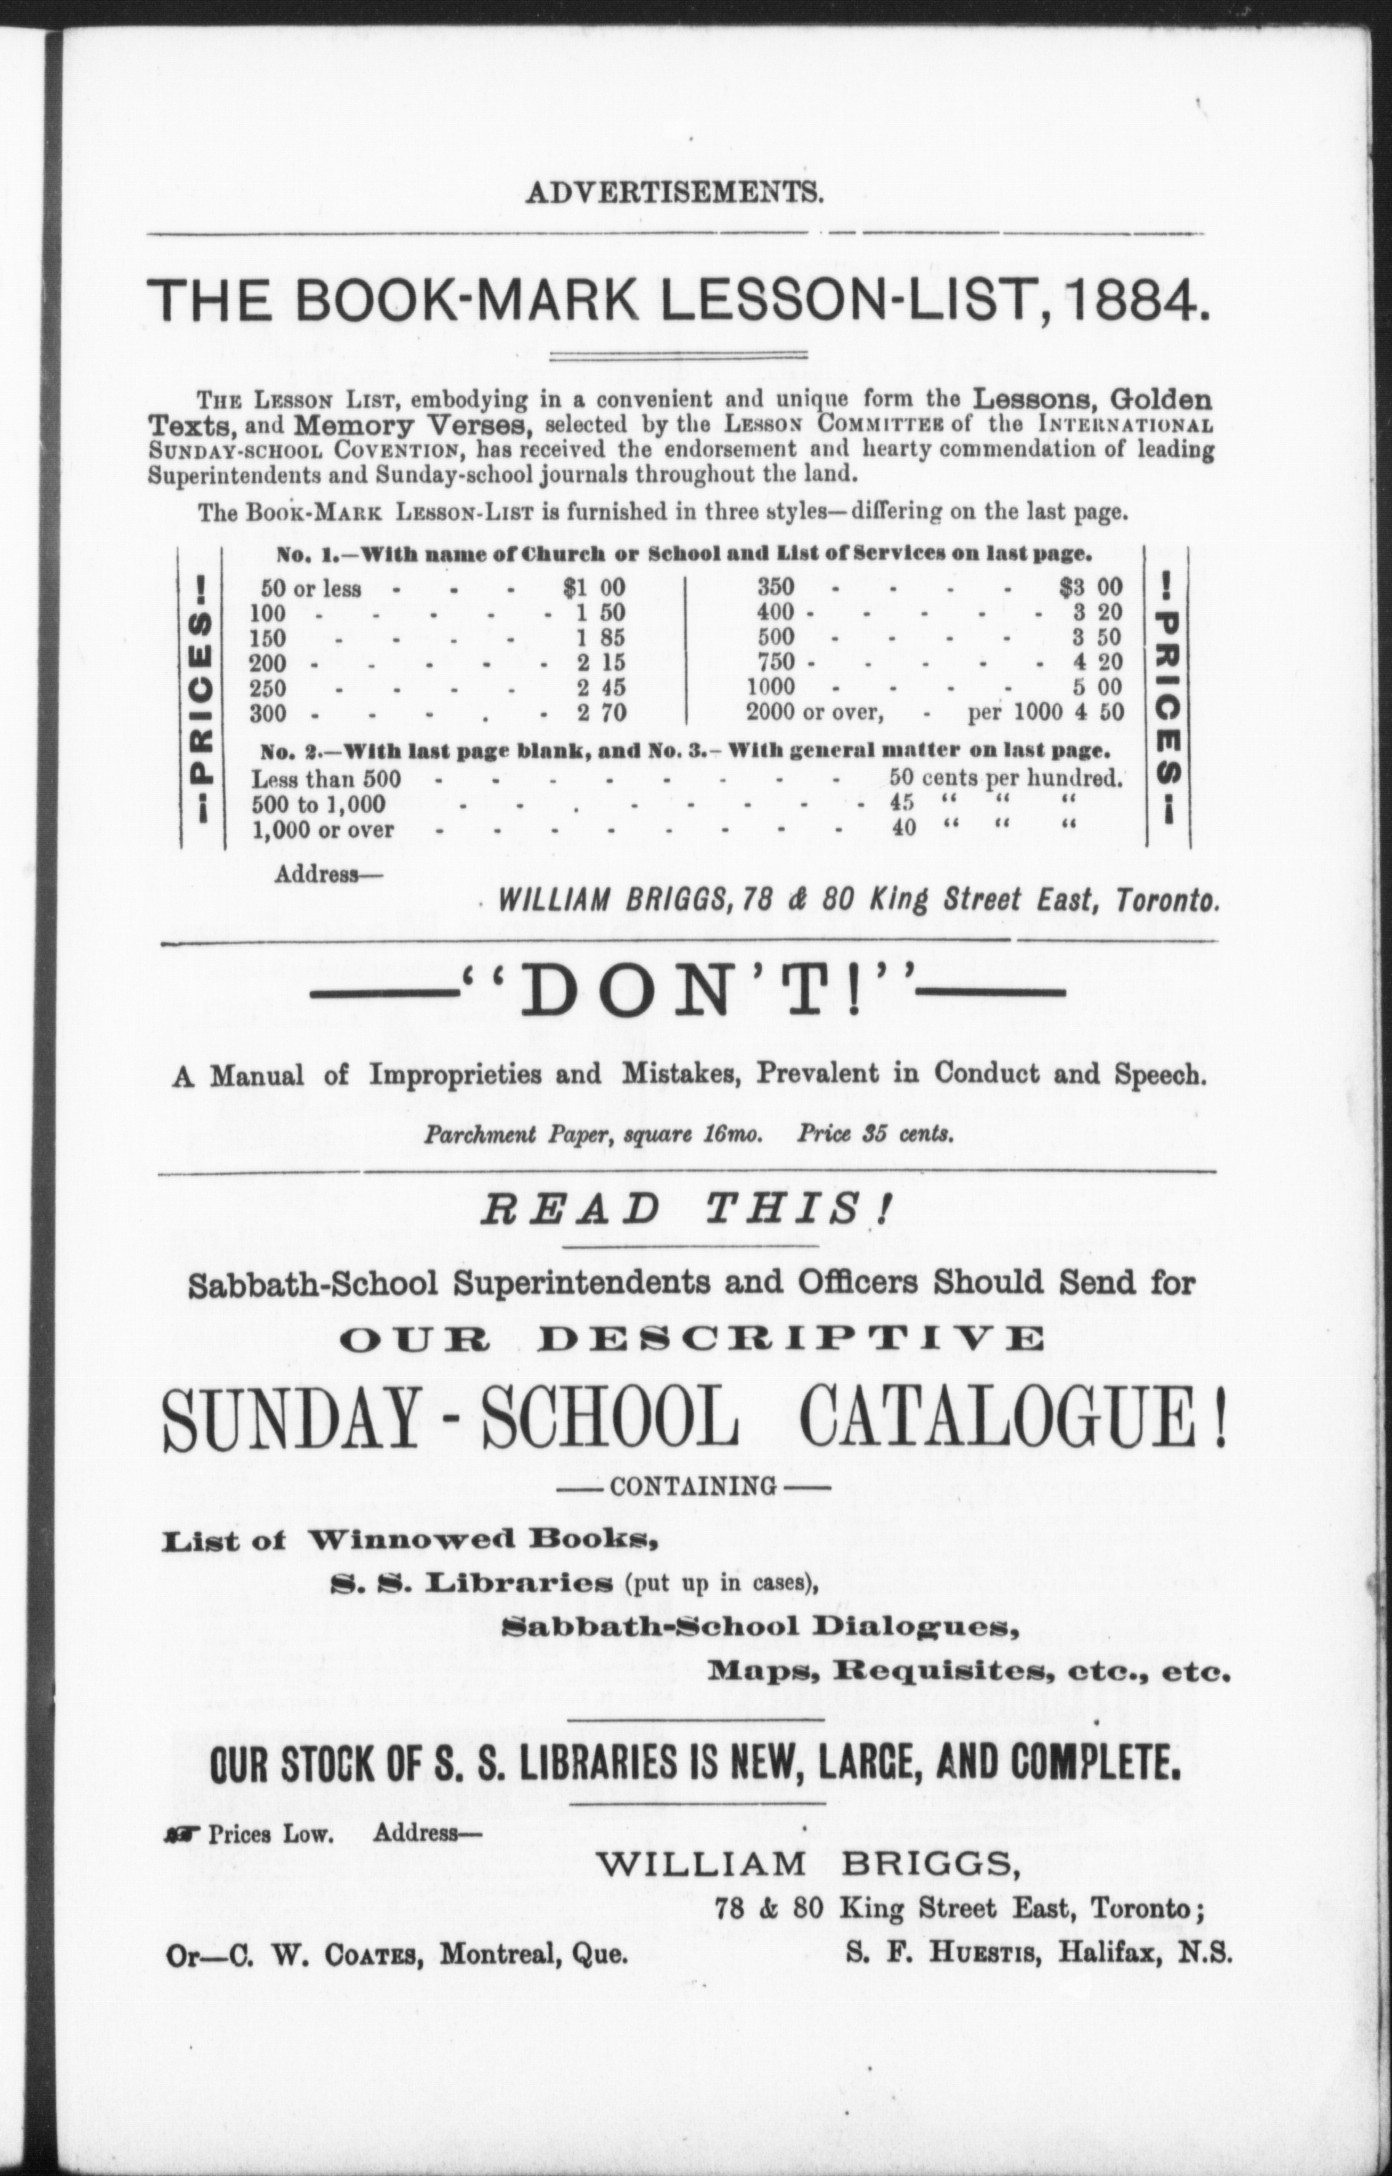 ADVERTISEMENTS.
THE BOOK-MARK LESSON-LIST, 1884.
THE LESSON LIST, embodying in a convenient and unique form the Lessons, Golden
Texts, and Memory Verses, selected by the LESSON COMMITTEE of the INTERNATIONAL
SUNDAY-SCHOOL COVENTION, has received the endorsement and hearty commendation of leading
Superintendents and Sunday-school journals throughout the land.
The BOOK-MARK LESSON-LIST is furnished in three styles—differing on the last page.
—PRICES—!
No. 1.—With name of Church or School and List of Services on last page.
50 or less - - - $1 00 350 - - - - $3 00
100 - - - - - 1 50 400 - - - - - 3 20
150 - - - - 1 85 500 - - - - 3 50
200 - - - - - 2 15 750 - - - - - 4 20
250 - - - - 2 45 1000 - - - - 5 00
300 - - - . - 2 70 2000 or over, - per 1000 4 50
No. 2.—With last page blank, and No. 3.—With general matter on last page.
Less than 500 - - - - - - - - 50 cents per hundred.
500 to 1,000 - - . - - - - - 45 “ “ “
1,000 or over - - - - - - - - 40 “ “ “
!—PRICES—!
Address—
WILLIAM BRIGGS, 78 & 80 King Street East, Toronto.
——“DON'T!”——
A Manual of Improprieties and Mistakes, Prevalent in Conduct and Speech.
Parchment Paper, square 16mo. Price 35 cents.
READ THIS!
Sabbath-School Superintendents and Officers Should Send for
OUR DESCRIPTIVE
SUNDAY-SCHOOL CATALOGUE!
—CONTAINING—
List of Winnowed Books,
S. S. Libraries (put up in cases),
Sabbath-School Dialogues,
Maps, Requisites, etc., etc.
OUR STOCK OF S. S. LIBRARIES IS NEW, LARGE, AND COMPLETE.
☞ Prices Low. Address—
WILLIAM BRIGGS,
78 & 80 King Street East, Toronto;
Or—C. W. COATES, Montreal, Que. S. F. HUESTIS, Halifax, N.S.